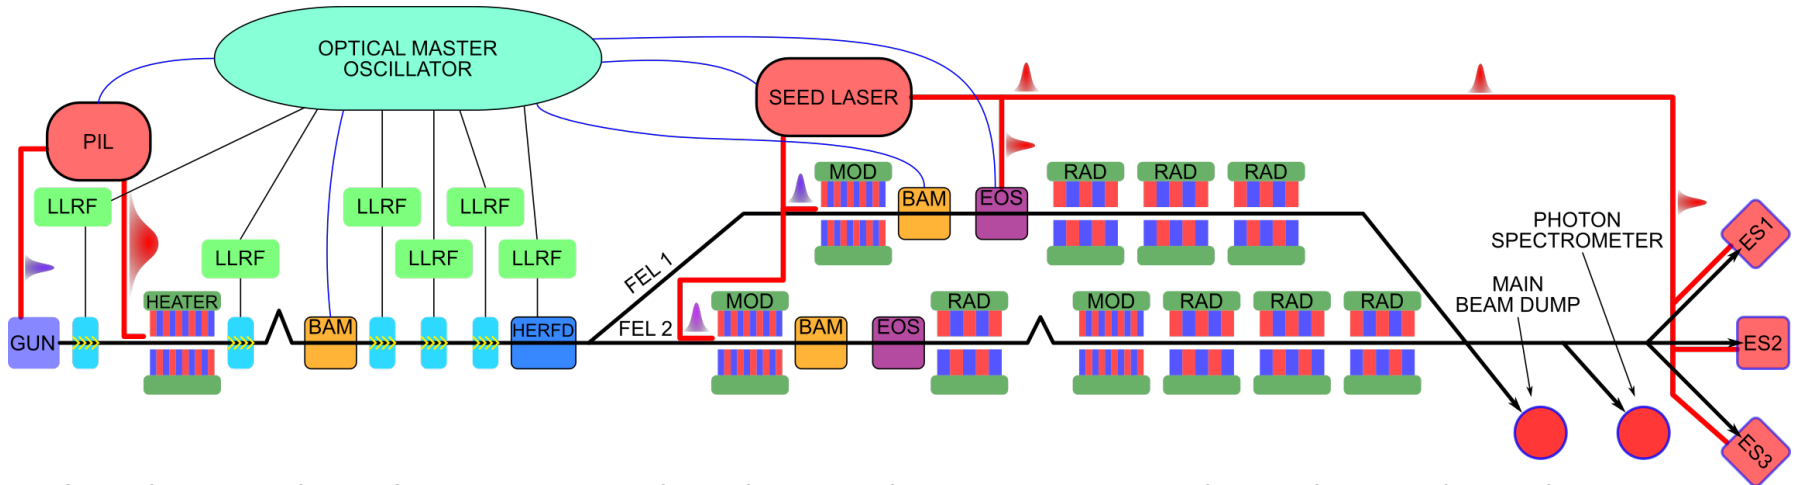 OPTICAL MASTER
OSCILLATOR
SEED LASER
PIL
LLRF
LLRF
LLRF
LLRF
LLRF
LLRF
MOD
BAM
EOS
RAD
RAD
RAD
PHOTON
SPECTROMETER
MAIN
BEAM DUMP
FEL 1
FEL 2
GUN
HEATER
BAM
HERFD
MOD
BAM
EOS
RAD
MOD
RAD
RAD
RAD
ES1
ES2
ES3